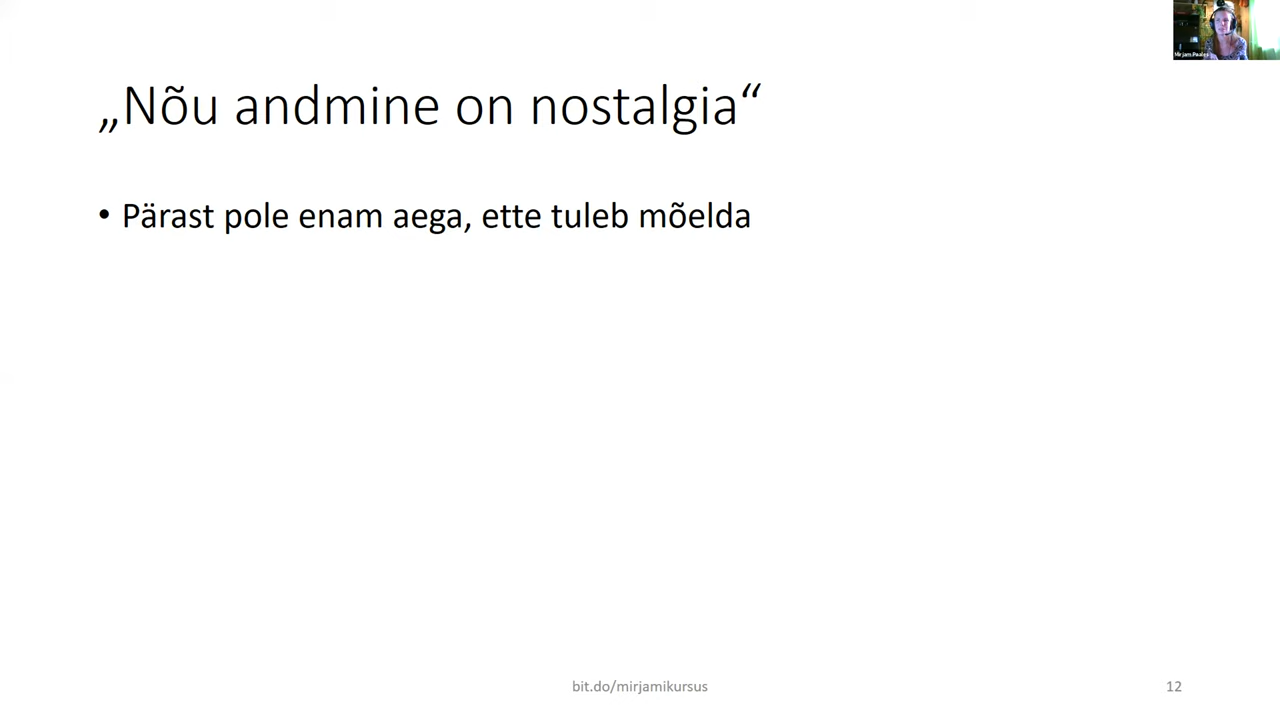 „Nõu andmine on nostalgia“
• Pärast pole enam aega, ette tuleb mõelda
bit.do/mirjamikursus
12